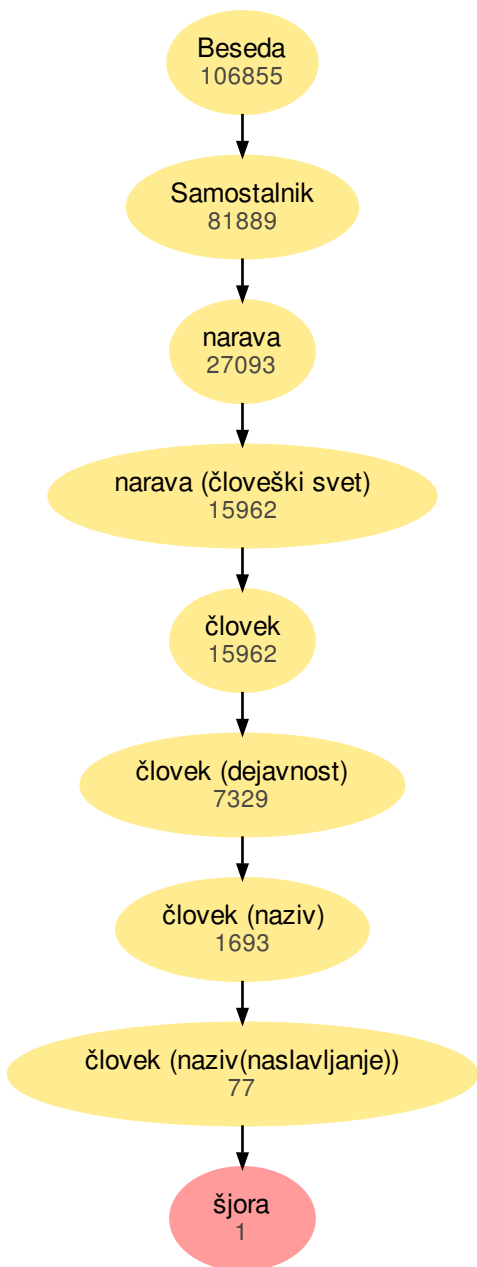 Beseda
106855
Samostalnik
81889
narava
27093
narava (človeški svet)
15962
človek
15962
človek (dejavnost)
7329
človek (naziv)
1693
človek (naziv(naslavljanje))
77
šjora
1